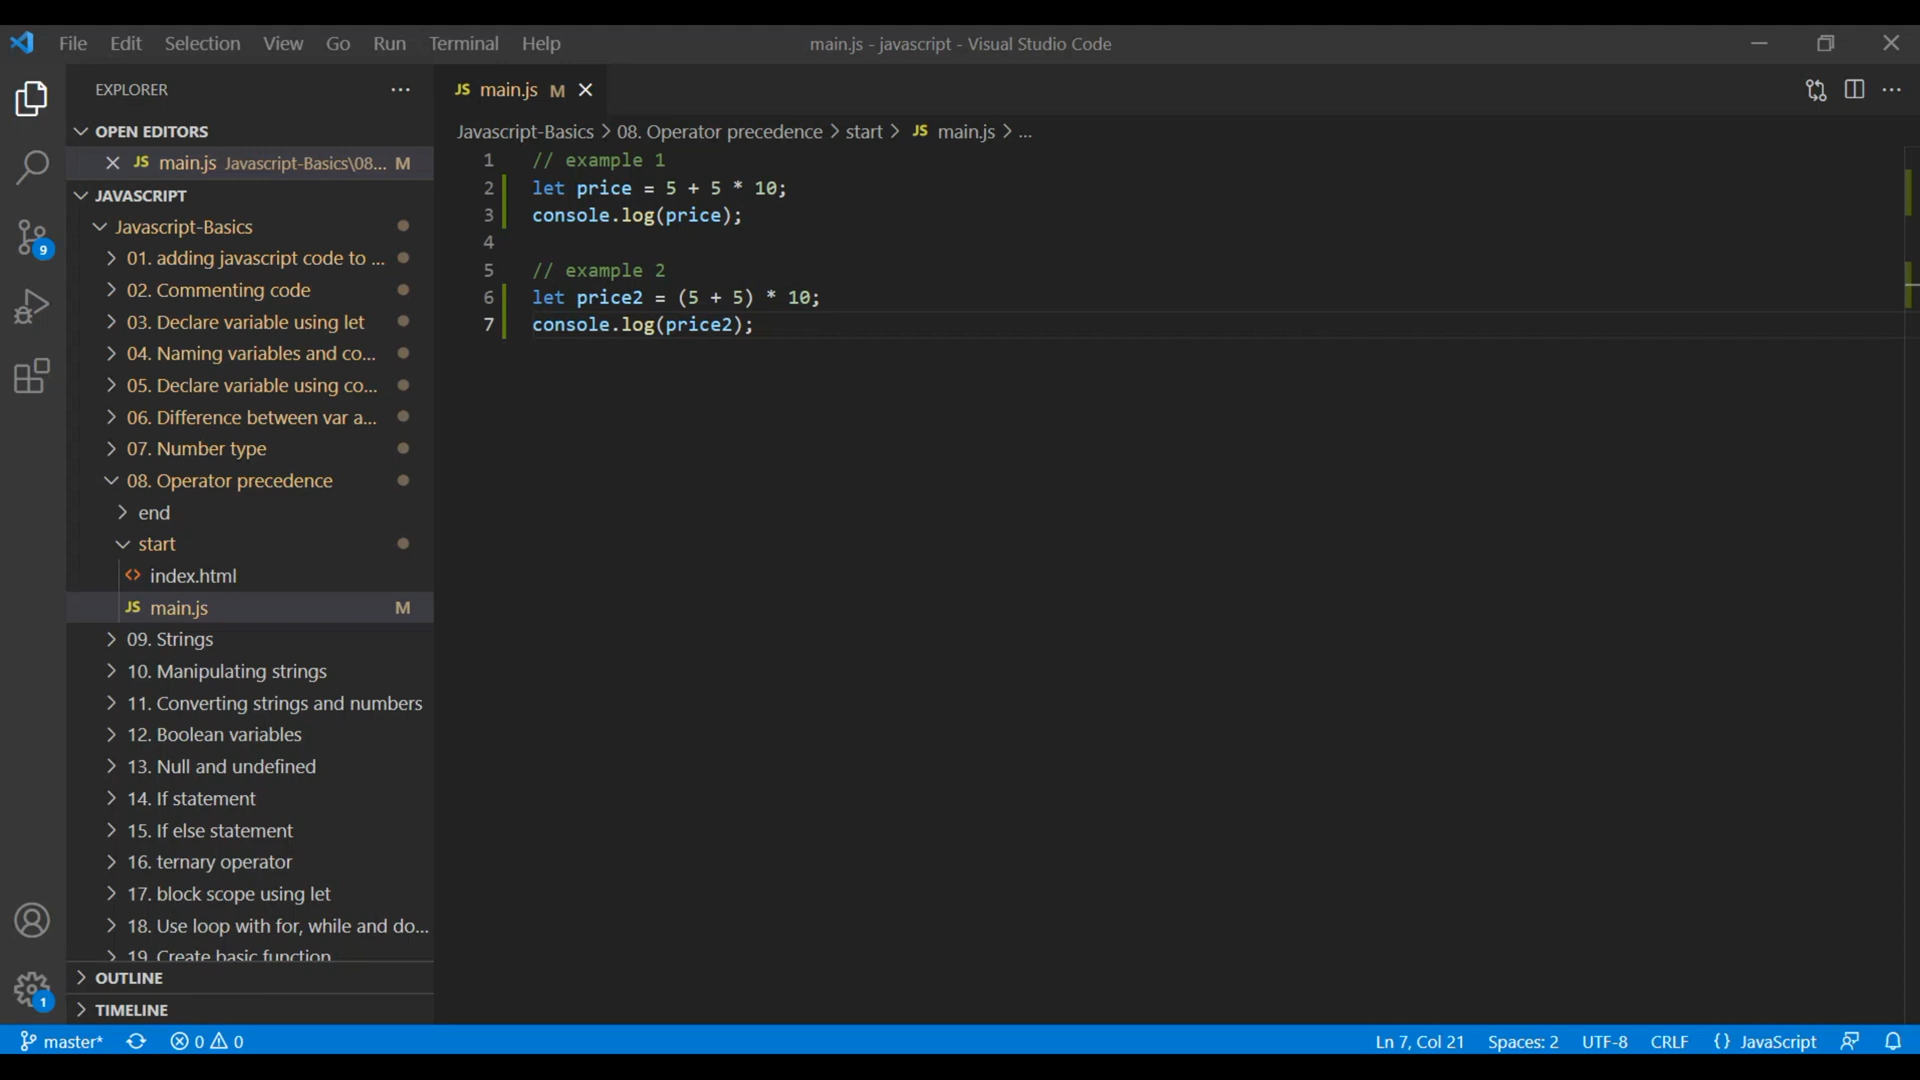 File Edit Selection View Go Run Terminal Help main.js - javascript - Visual Studio Code
EXPLORER
OPEN EDITORS
JS main.js Javascript-Basics\08... M
JAVASCRIPT
Javascript-Basics
01. adding javascript code to ...
02. Commenting code
03. Declare variable using let
04. Naming variables and co...
05. Declare variable using co...
06. Difference between var a...
07. Number type
08. Operator precedence
end
start
index.html
JS main.js M
09. Strings
10. Manipulating strings
11. Converting strings and numbers
12. Boolean variables
13. Null and undefined
14. If statement
15. If else statement
16. ternary operator
17. block scope using let
18. Use loop with for, while and do...
19. Create basic function
OUTLINE
TIMELINE
JS main.js M
Javascript-Basics > 08. Operator precedence > start > JS main.js > ...
1 // example 1
2 let price = 5 + 5 * 10;
3 console.log(price);
4
5 // example 2
6 let price2 = (5 + 5) * 10;
7 console.log(price2);
9
1
master* 0 0 Ln 7, Col 21 Spaces: 2 UTF-8 CRLF {} JavaScript